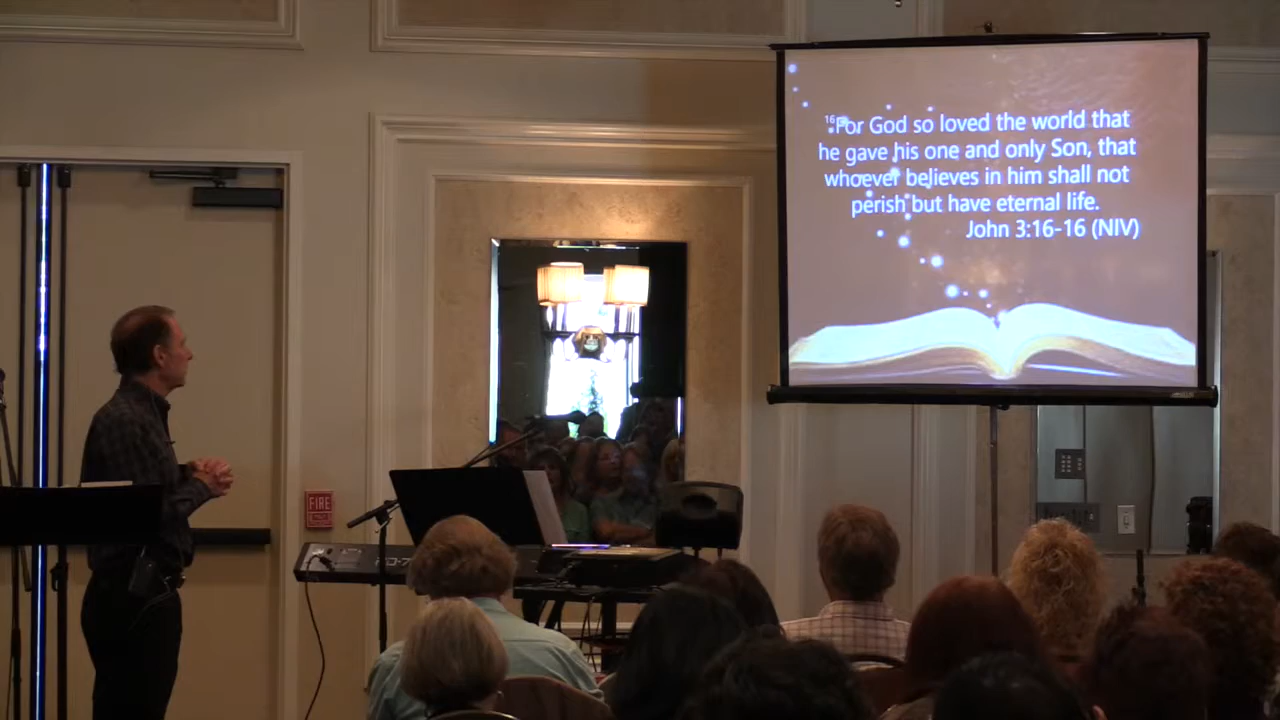 16For God so loved the world that
he gave his one and only Son, that
whoever believes in him shall not
perish but have eternal life.
John 3:16-16 (NIV)
FIRE